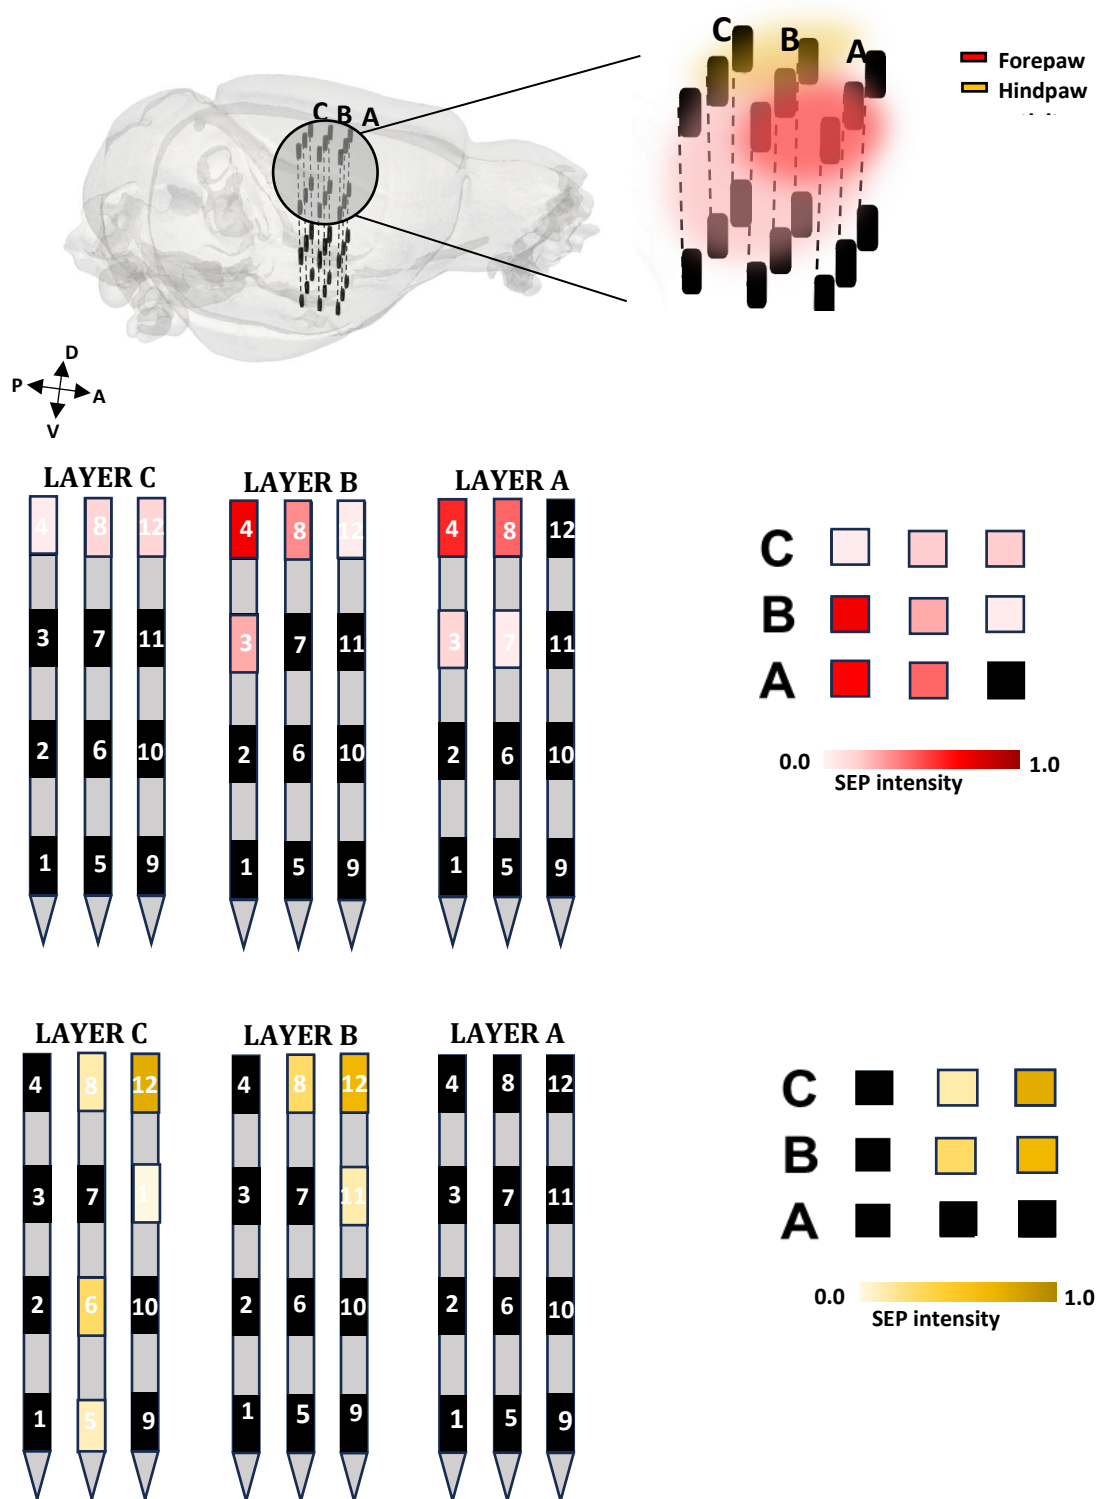 C B A
C B A
Forepaw
Hindpaw
D
P A
V
LAYER C LAYER B LAYER A
4 8 12 4 8 12 4 8 12
3 7 11 3 7 11 3 7 11
2 6 10 2 6 10 2 6 10
1 5 9 1 5 9 1 5 9
C
B
A
0.0 1.0
SEP intensity
LAYER C LAYER B LAYER A
4 8 12 4 8 12 4 8 12
3 7 1 3 7 11 3 7 11
2 6 10 2 6 10 2 6 10
1 5 9 1 5 9 1 5 9
C
B
A
0.0 1.0
SEP intensity